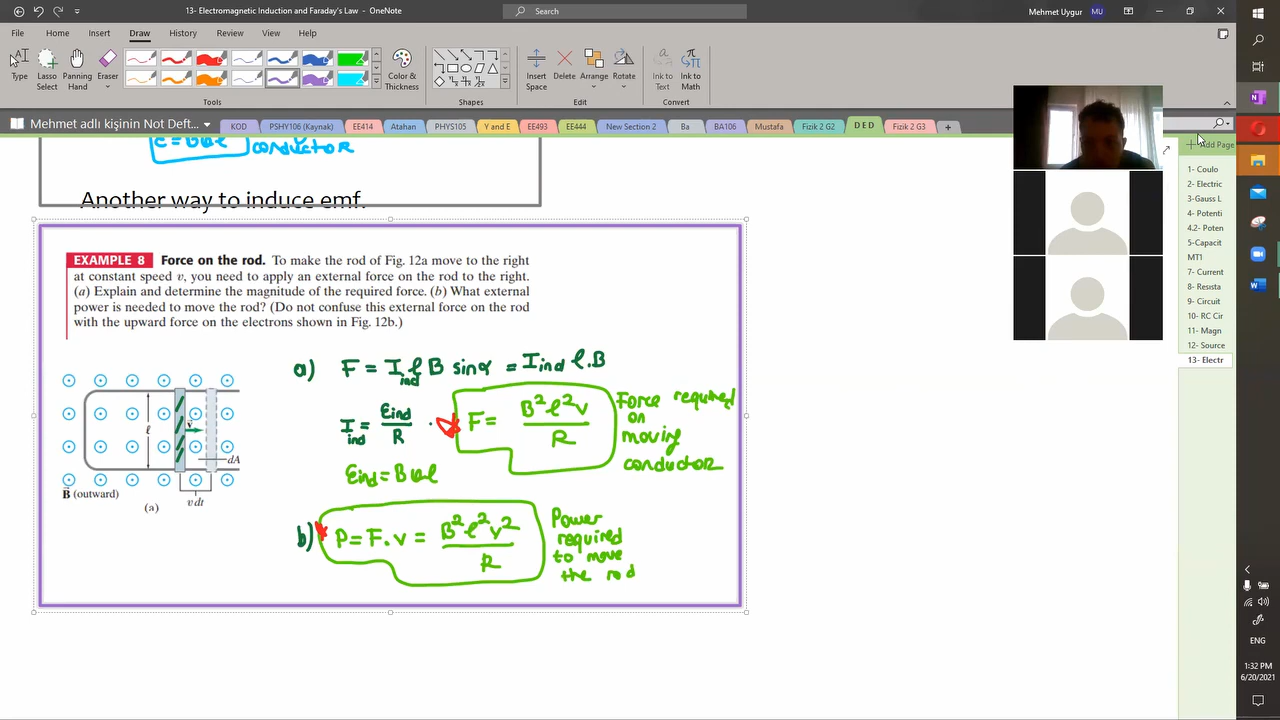 13- Electromagnetic Induction and Faraday's Law - OneNote
Search
Mehmet Uygur
MU
File Home Insert Draw History Review View Help
Type
Lasso Select
Panning Hand
Eraser
Color & Thickness
Insert Space
Delete
Arrange
Rotate
Ink to Text
Ink to Math
Tools
Shapes
Edit
Convert
Mehmet adlı kişinin Not Deft...
KOD
PSHY106 (Kaynak)
EE414
Atahan
PHYS105
Y and E
EE493
EE444
New Section 2
Ba
BA106
Mustafa
Fizik 2 G2
D E D
Fizik 2 G3
Add Page
1- Coulo
2- Electric
3-Gauss L
4- Potenti
4.2- Poten
5-Capacit
MT1
7- Current
8- Resista
9- Circuit
10- RC Cir
11- Magn
12- Source
13- Electr
conductor
Another way to induce emf.
EXAMPLE 8 Force on the rod. To make the rod of Fig. 12a move to the right
at constant speed v, you need to apply an external force on the rod to the right.
(a) Explain and determine the magnitude of the required force. (b) What external
power is needed to move the rod? (Do not confuse this external force on the rod
with the upward force on the electrons shown in Fig. 12b.)
a) F = I_ind ℓ B sinα = I_ind ℓ.B
I_ind = Ɛind/R
F = B²ℓ²v/R
Force required on moving conductor
Ɛind = Bvℓ
b) P = F.v = B²ℓ²v²/R
Power required to move the rod
ℓ
v
dA
B (outward)
v dt
(a)
ENG
1:32 PM
6/20/2021